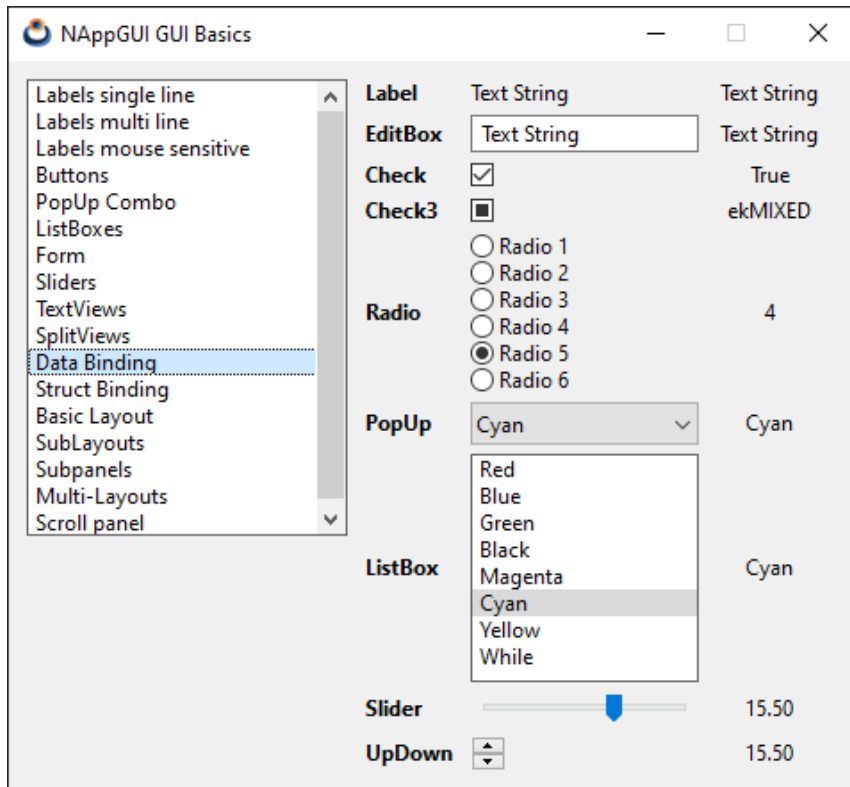 NAppGUI GUI Basics
Labels single line
Labels multi line
Labels mouse sensitive
Buttons
PopUp Combo
ListBoxes
Form
Sliders
TextViews
SplitViews
Data Binding
Struct Binding
Basic Layout
SubLayouts
Subpanels
Multi-Layouts
Scroll panel
Label Text String Text String
EditBox Text String Text String
Check True
Check3 ekMIXED
Radio 1
Radio 2
Radio 3
Radio 4
Radio 5
Radio 6
Radio 4
PopUp Cyan Cyan
Red
Blue
Green
Black
Magenta
Cyan
Yellow
While
ListBox Cyan
Slider 15.50
UpDown 15.50